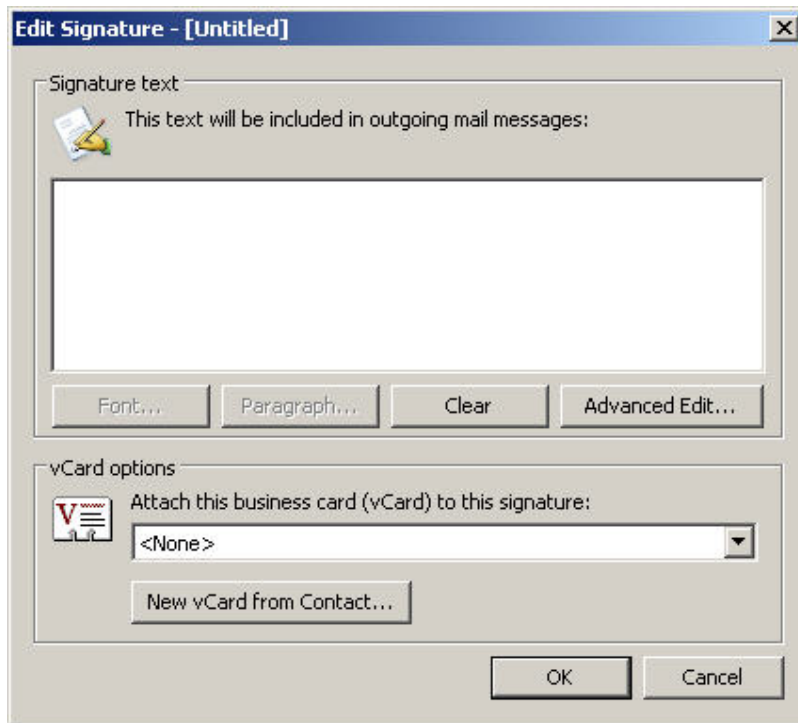 Edit Signature - [Untitled]
Signature text
This text will be included in outgoing mail messages:
Font... Paragraph... Clear Advanced Edit...
vCard options
V
Attach this business card (vCard) to this signature:
<None>
New vCard from Contact...
OK Cancel